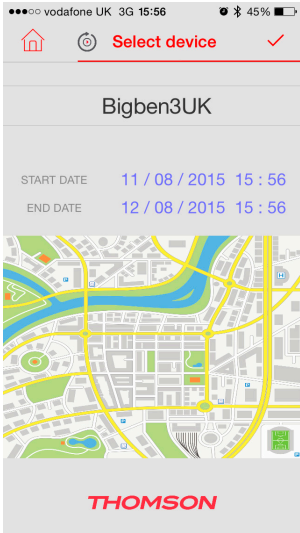 vodafone UK 3G 15:56 45%
Select device
Bigben3UK
START DATE 11 / 08 / 2015 15 : 56
END DATE 12 / 08 / 2015 15 : 56
THOMSON